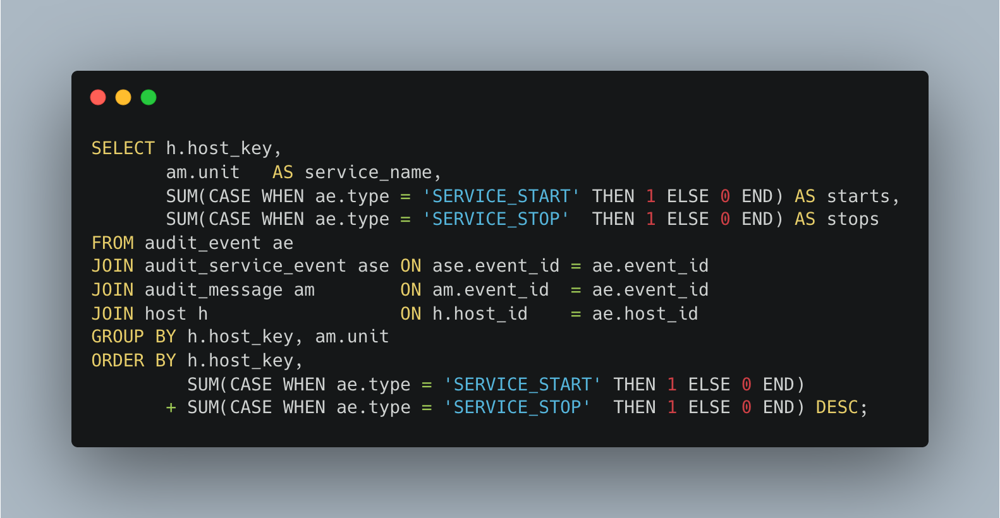 SELECT h.host_key,
       am.unit   AS service_name,
       SUM(CASE WHEN ae.type = 'SERVICE_START' THEN 1 ELSE 0 END) AS starts,
       SUM(CASE WHEN ae.type = 'SERVICE_STOP'  THEN 1 ELSE 0 END) AS stops
FROM audit_event ae
JOIN audit_service_event ase ON ase.event_id = ae.event_id
JOIN audit_message am        ON am.event_id  = ae.event_id
JOIN host h                  ON h.host_id    = ae.host_id
GROUP BY h.host_key, am.unit
ORDER BY h.host_key,
         SUM(CASE WHEN ae.type = 'SERVICE_START' THEN 1 ELSE 0 END)
       + SUM(CASE WHEN ae.type = 'SERVICE_STOP'  THEN 1 ELSE 0 END) DESC;